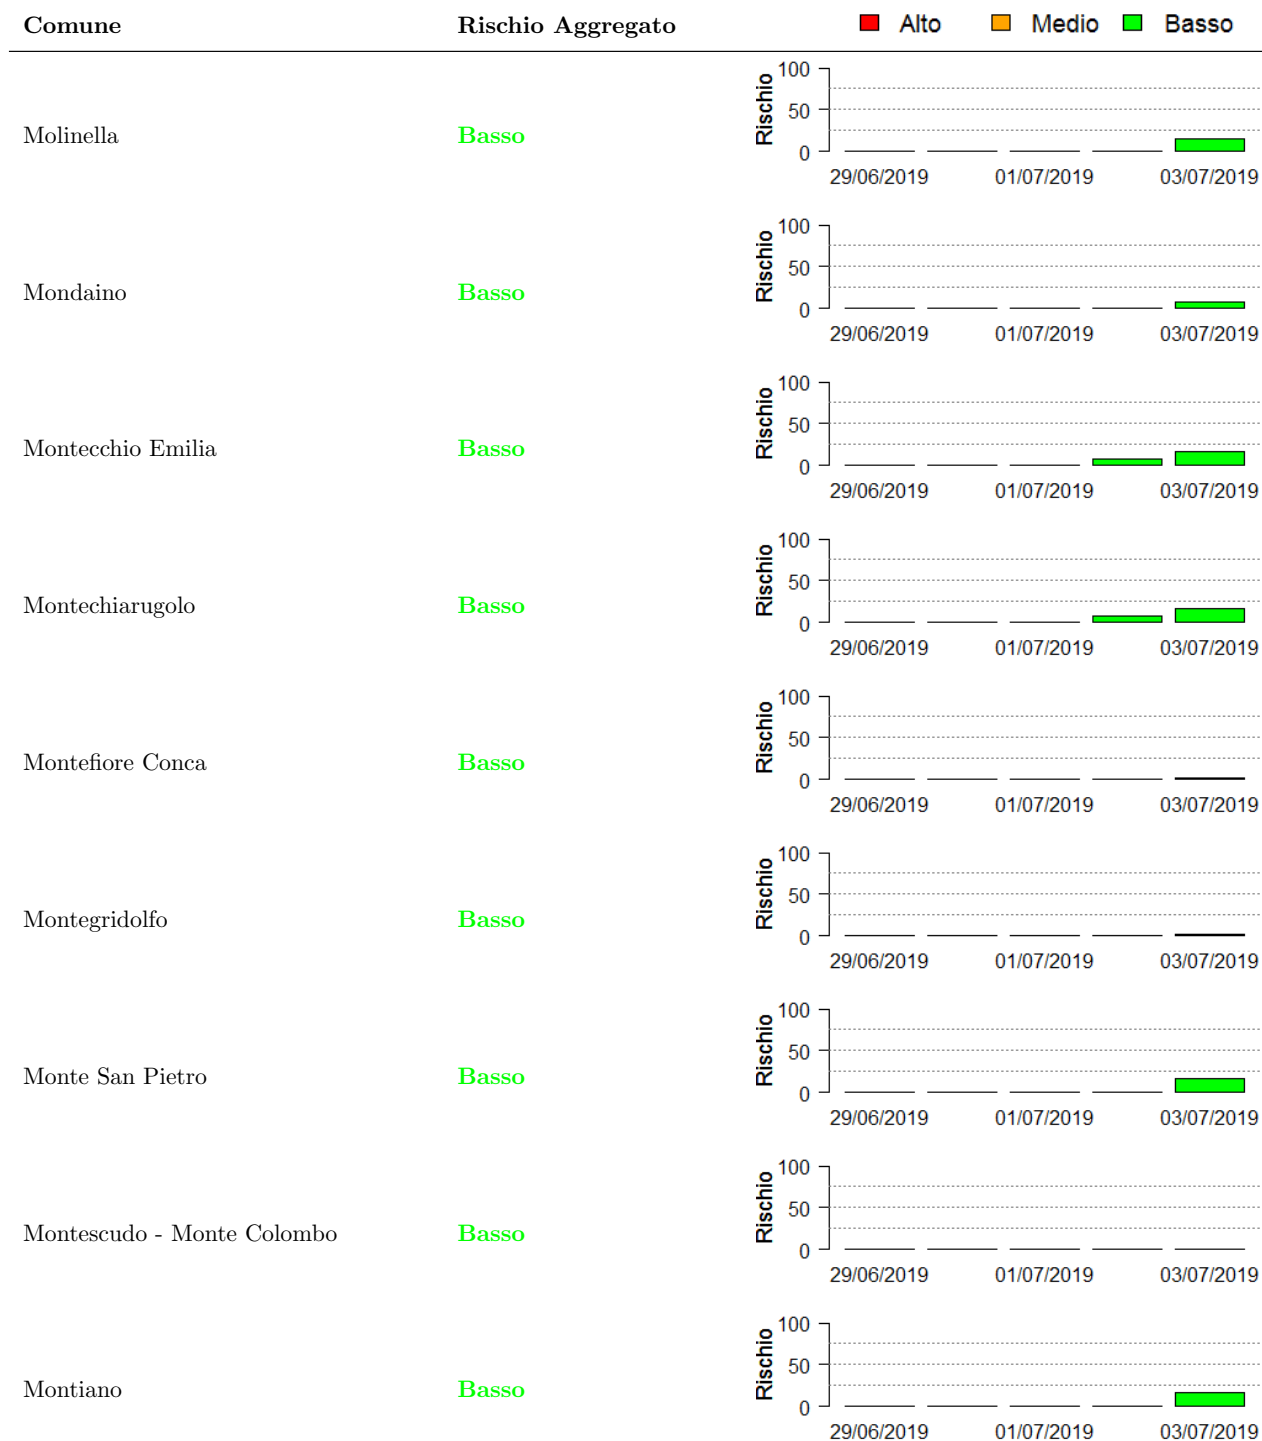 Comune Rischio Aggregato Alto Medio Basso
100
50
0
Rischio
Molinella Basso
29/06/2019 01/07/2019 03/07/2019
100
50
0
Rischio
Mondaino Basso
29/06/2019 01/07/2019 03/07/2019
100
50
0
Rischio
Montecchio Emilia Basso
29/06/2019 01/07/2019 03/07/2019
100
50
0
Rischio
Montechiarugolo Basso
29/06/2019 01/07/2019 03/07/2019
100
50
0
Rischio
Montefiore Conca Basso
29/06/2019 01/07/2019 03/07/2019
100
50
0
Rischio
Montegridolfo Basso
29/06/2019 01/07/2019 03/07/2019
100
50
0
Rischio
Monte San Pietro Basso
29/06/2019 01/07/2019 03/07/2019
100
50
0
Rischio
Montescudo - Monte Colombo Basso
29/06/2019 01/07/2019 03/07/2019
100
50
0
Rischio
Montiano Basso
29/06/2019 01/07/2019 03/07/2019